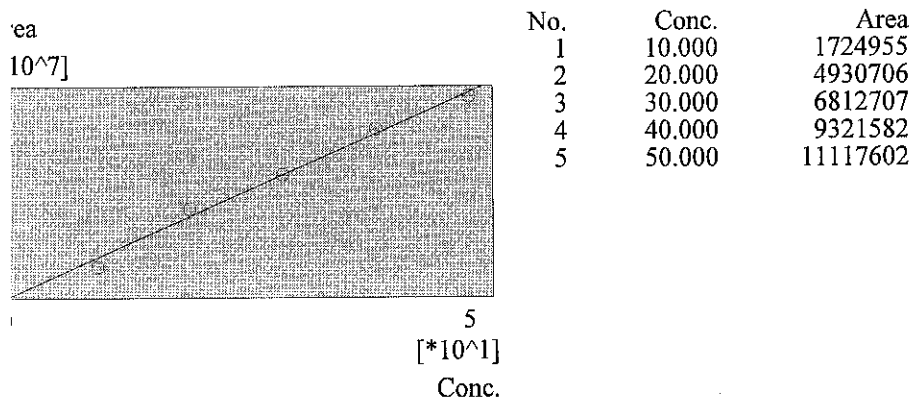 rea
10^7]
5
[*10^1]
Conc.
No. Conc. Area
1 10.000 1724955
2 20.000 4930706
3 30.000 6812707
4 40.000 9321582
5 50.000 11117602